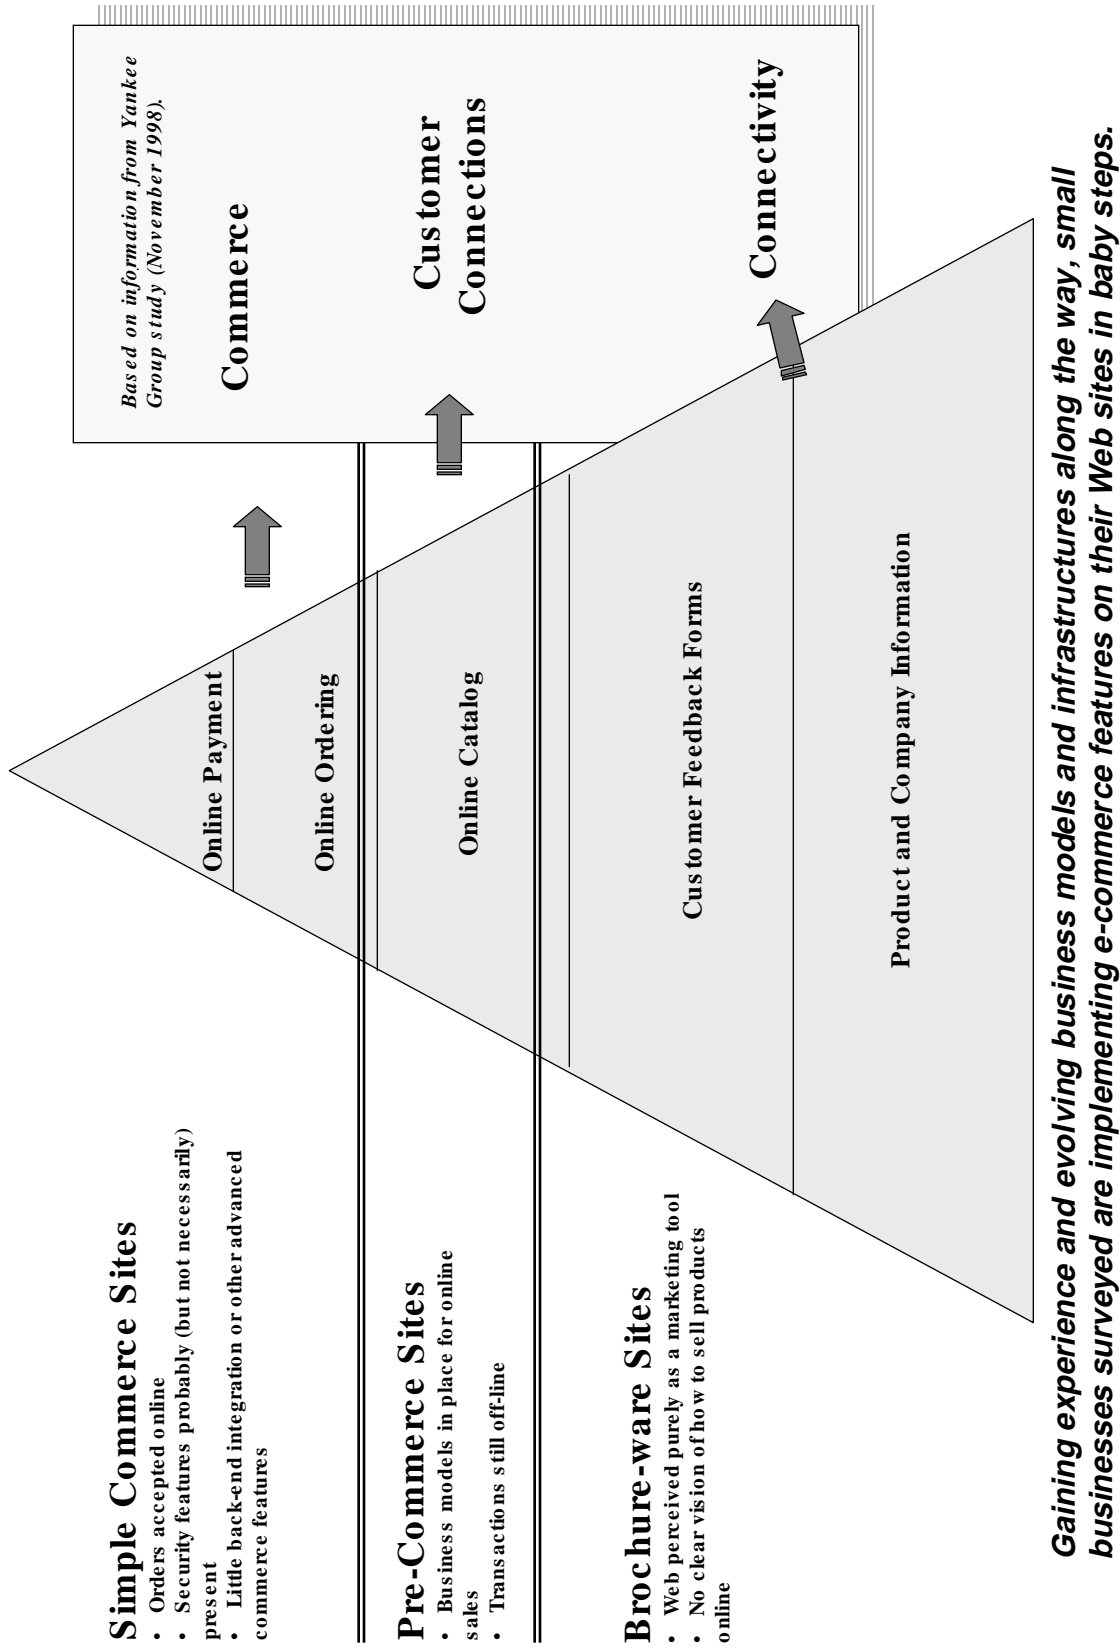 Simple Commerce Sites
• Orders accepted online
• Security features probably (but not necessarily)
present
• Little back-end integration or other advanced
commerce features
Pre-Commerce Sites
• Business models in place for online
sales
• Transactions still off-line
Brochure-ware Sites
• Web perceived purely as a marketing tool
• No clear vision of how to sell products
online
Online Payment
Online Ordering
Online Catalog
Customer Feedback Forms
Product and Company Information
Based on information from Yankee
Group study (November 1998).
Commerce
Customer
Connections
Connectivity
Gaining experience and evolving business models and infrastructures along the way, small
businesses surveyed are implementing e-commerce features on their Web sites in baby steps.